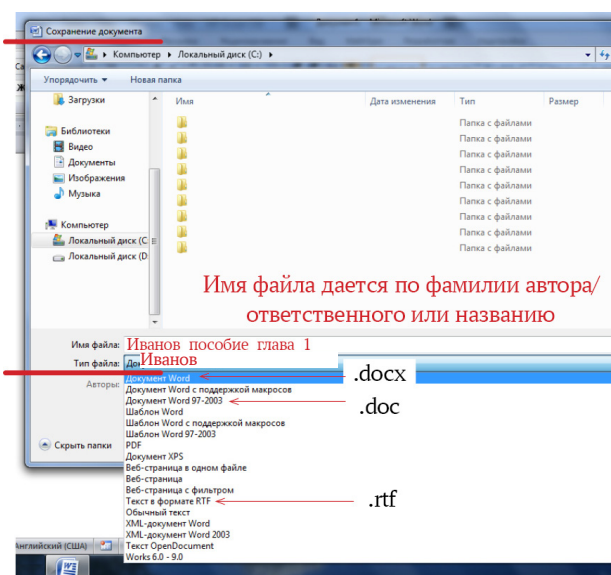 Сохранение документа
Компьютер ▸ Локальный диск (C:) ▸
Упорядочить ▾ Новая папка
Загрузки
Библиотеки
Видео
Документы
Изображения
Музыка
Компьютер
Локальный диск (C
Локальный диск (D
Имя Дата изменения Тип Размер
Папка с файлами
Папка с файлами
Папка с файлами
Папка с файлами
Папка с файлами
Папка с файлами
Папка с файлами
Папка с файлами
Папка с файлами
Имя файла дается по фамилии автора/
ответственного или названию
Имя файла: Иванов пособие глава 1
Тип файла: Иванов
Авторы:
Документ Word .docx
Документ Word с поддержкой макросов
Документ Word 97-2003 .doc
Шаблон Word
Шаблон Word с поддержкой макросов
Шаблон Word 97-2003
PDF
Документ XPS
Веб-страница в одном файле
Веб-страница
Веб-страница с фильтром
Текст в формате RTF .rtf
Обычный текст
XML-документ Word
XML-документ Word 2003
Текст OpenDocument
Works 6.0 - 9.0
Скрыть папки
Английский (США)